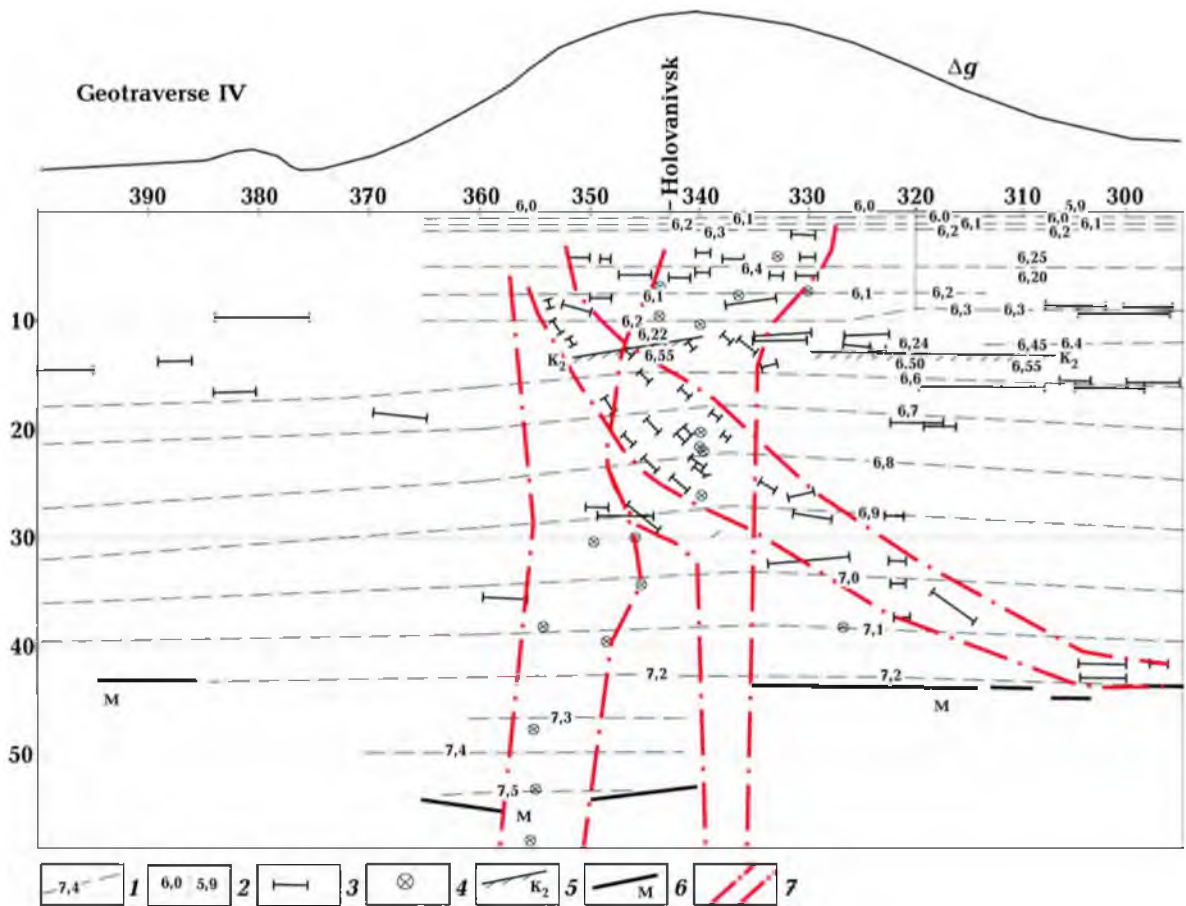 Geotraverse IV
Δg
Holovanivsk
390 380 370 360 350 340 330 320 310 300
6,0 6,0 5,9
6,1 6,0 6,1 6,0 6,1
6,2 6,3 6,2 6,2
6,25
6,4 6,20
6,1 6,1 6,2
10
6,2 6,3 6,3
6,22 6,24 6,45 6,4
K2 6,55 K2
6,50 6,55
6,6
6,7
20
6,8
6,9
30
7,0
7,1
40
7,2 7,2
M M
7,3
7,4
50
7,5
M
7,4 1 6,0 5,9 2 3 4 K2 5 M 6 7